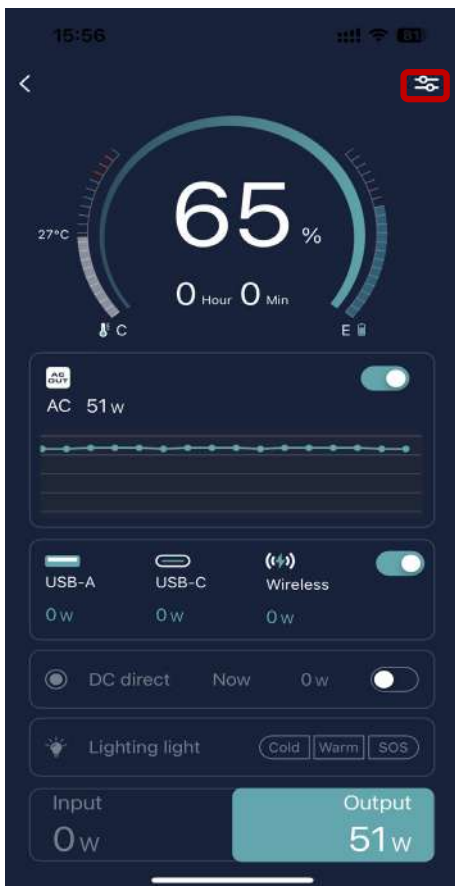 15:56
81
65 %
27°C
0 Hour 0 Min
C
E
AC
OUT
AC 51 w
USB-A USB-C Wireless
0 w 0 w 0 w
DC direct Now 0 w
Lighting light Cold Warm SOS
Input Output
0 w 51 w